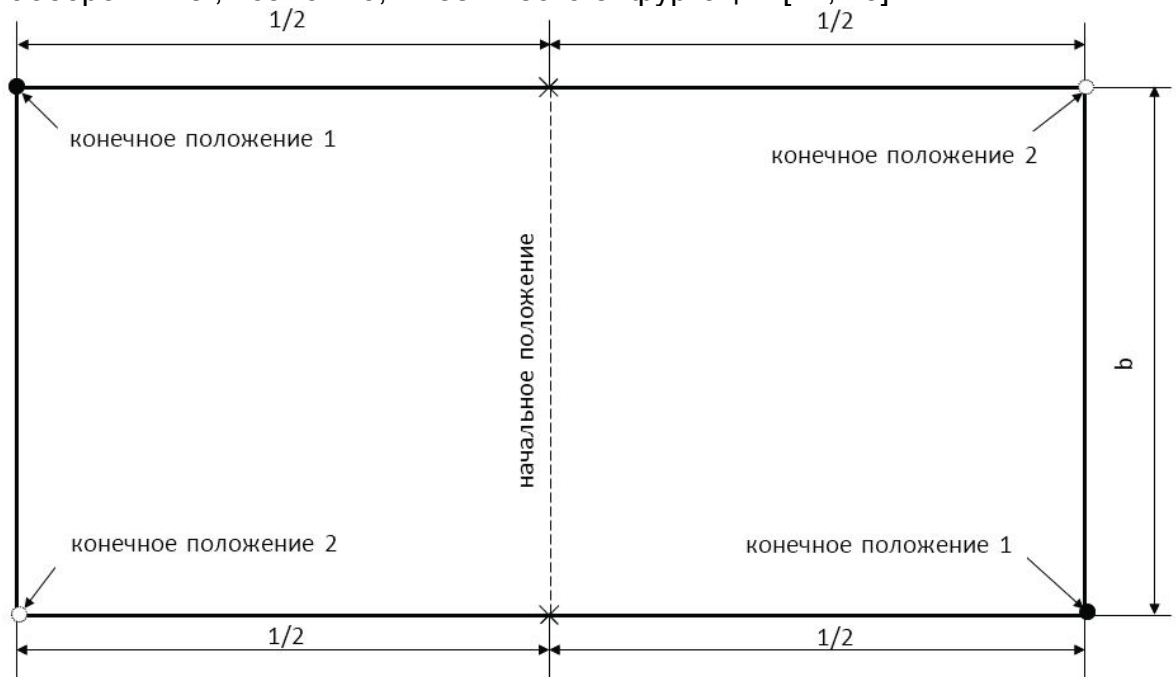 1/2
1/2
конечное положение 1
конечное положение 2
начальное положение
b
конечное положение 2
конечное положение 1
1/2
1/2